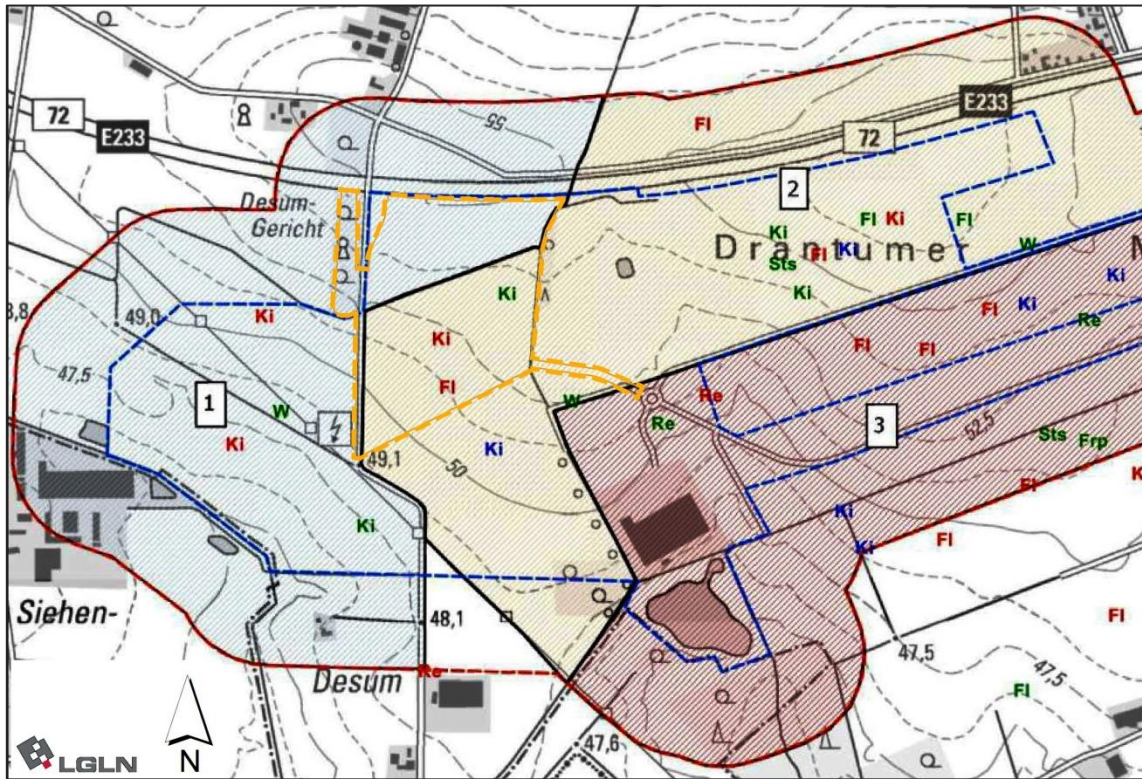 72
E233
55
Fl
E233
72
2
Desum-
Gericht
Fl
Ki
Fl
Ki
Drantumer
Fl
Ki
W
Sts
Ki
Ki
Ki
Ki
Fl
Re
49,0
Ki
Ki
Fl
Fl
47,5
1
W
Ki
Fl
W
Re
Re
3
52,5
Sts
Frp
Ki
50
49,1
Fl
Ki
Ki
Ki
Fl
Siehen-
48,1
Fl
47,5
47,5
Desum
Re
Fl
47,6
N
LGLN